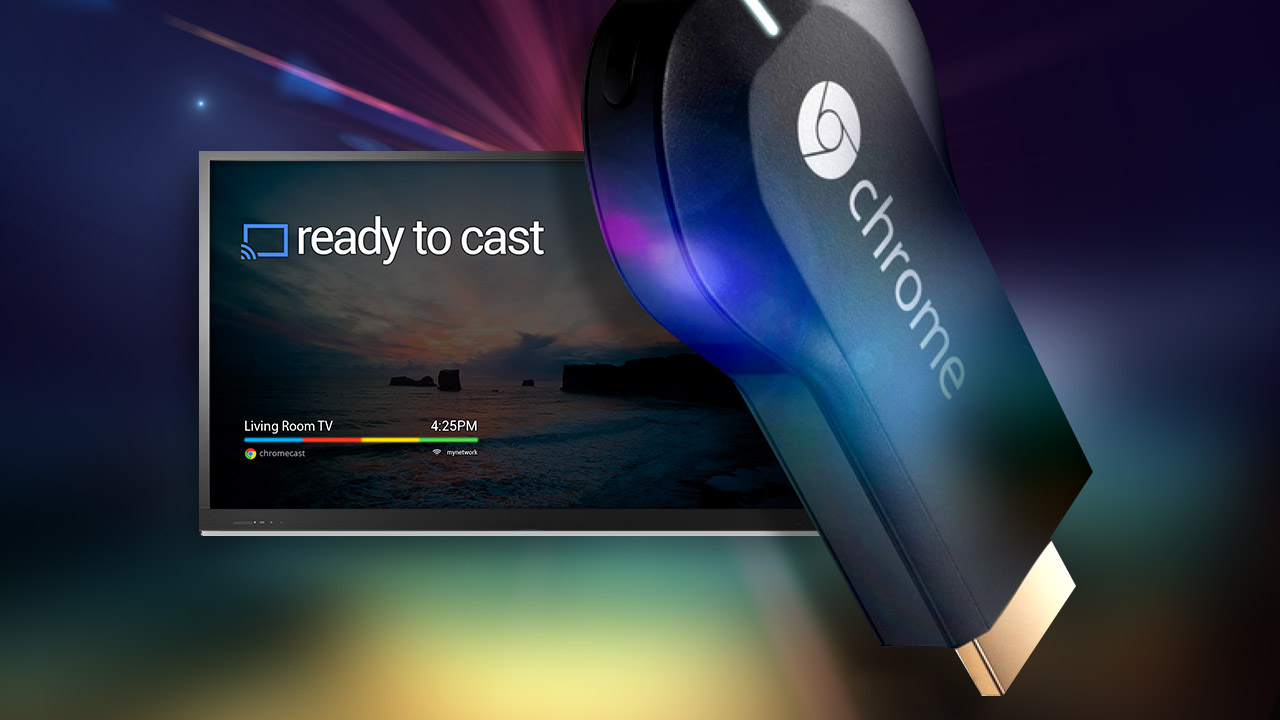 ready to cast
chrome
Living Room TV 4:25PM
chromecast mynetwork